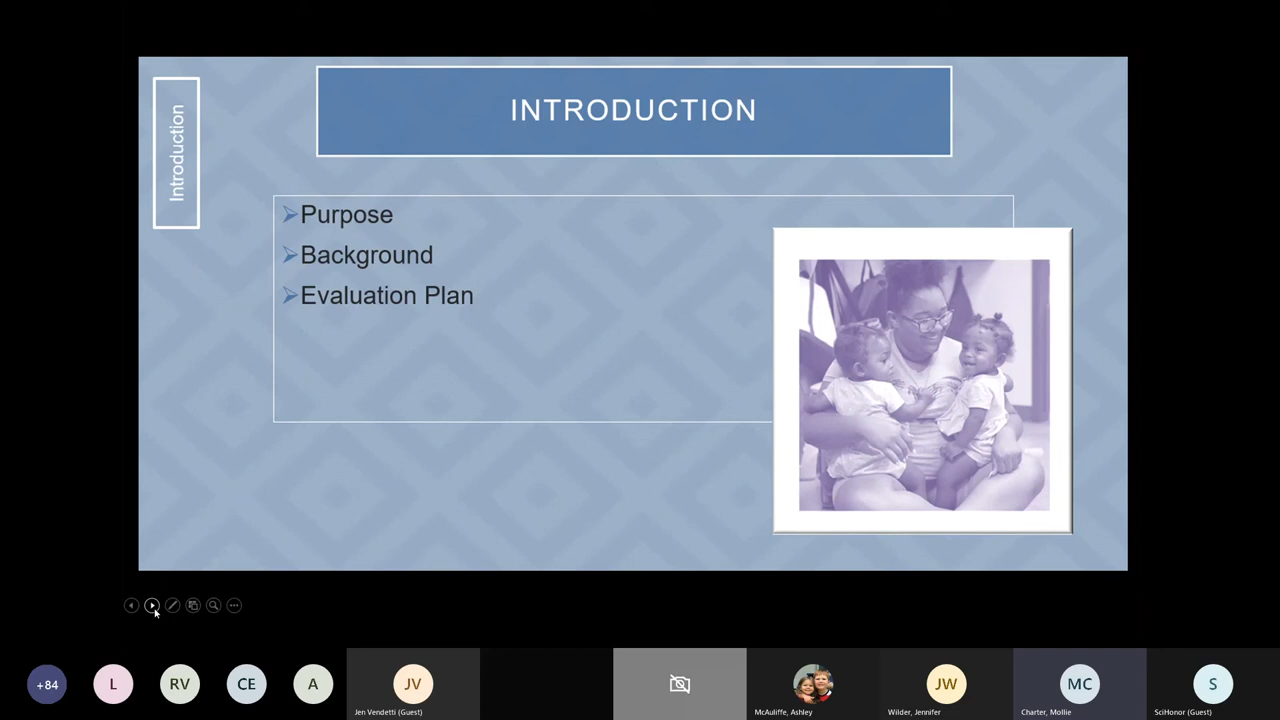 Introduction
INTRODUCTION
Purpose
Background
Evaluation Plan
+84
L
RV
CE
A
JV
Jen Vendetti (Guest)
McAuliffe, Ashley
JW
Wilder, Jennifer
MC
Charter, Mollie
S
SciHonor (Guest)